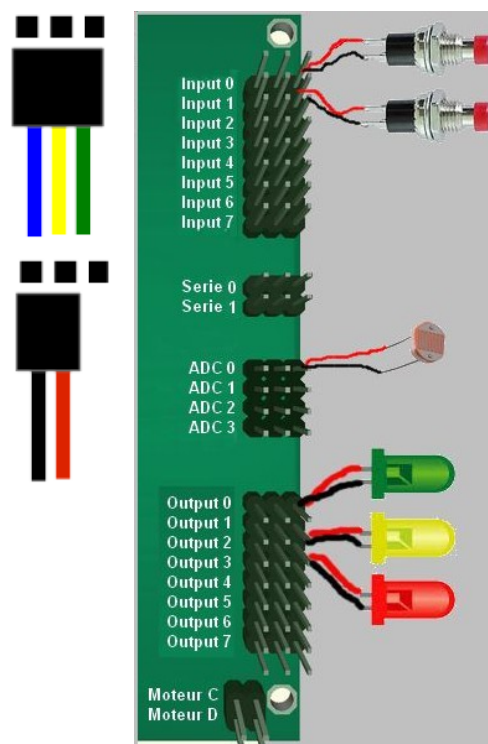 Input 0
Input 1
Input 2
Input 3
Input 4
Input 5
Input 6
Input 7
Serie 0
Serie 1
ADC 0
ADC 1
ADC 2
ADC 3
Output 0
Output 1
Output 2
Output 3
Output 4
Output 5
Output 6
Output 7
Moteur C
Moteur D